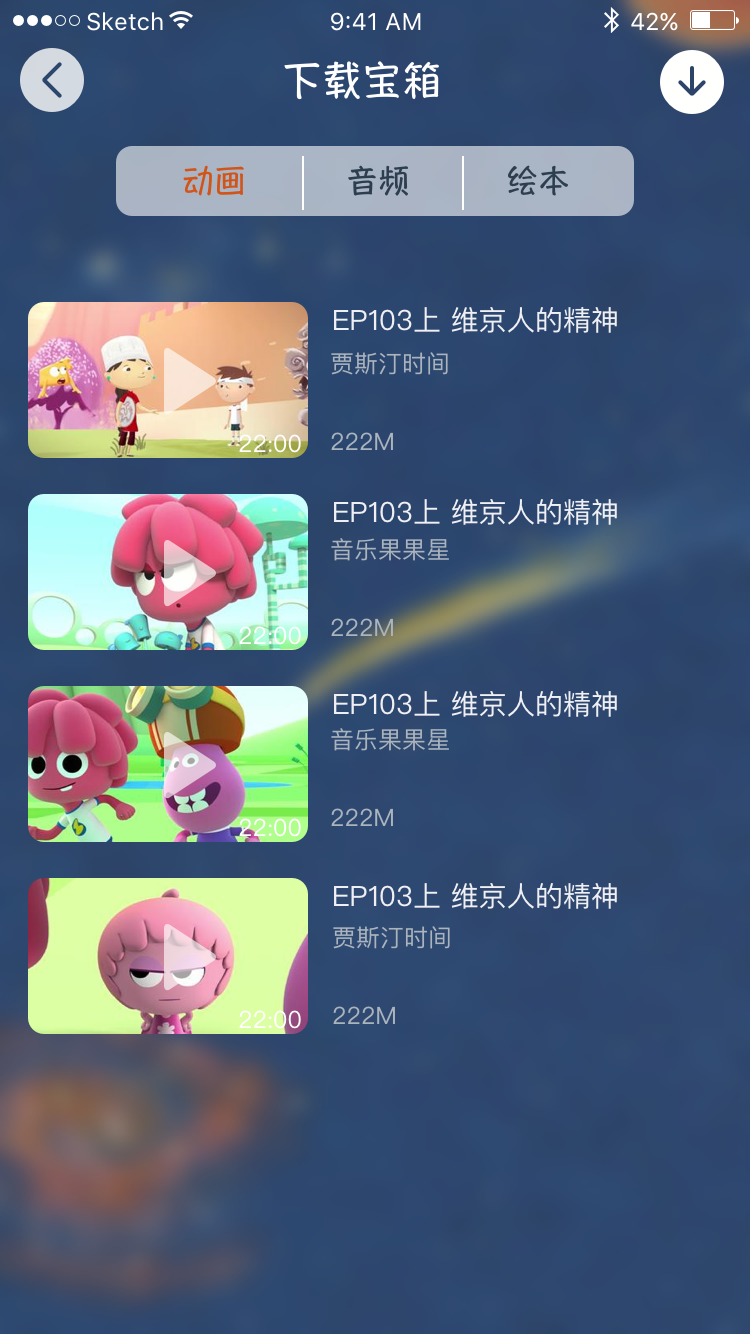 Sketch 9:41 AM 42%
下载宝箱
动画 音频 绘本
EP103上 维京人的精神
贾斯汀时间
22:00 222M
EP103上 维京人的精神
音乐果果星
22:00 222M
EP103上 维京人的精神
音乐果果星
22:00 222M
EP103上 维京人的精神
贾斯汀时间
22:00 222M